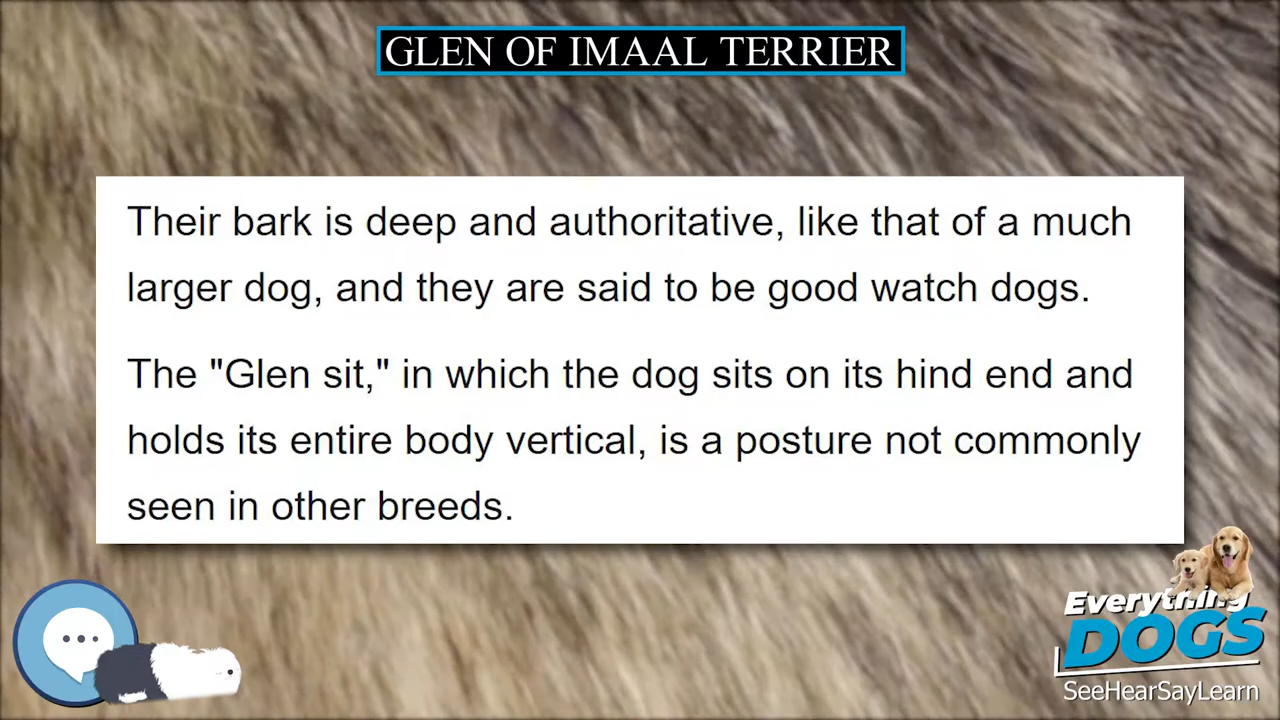 GLEN OF IMAAL TERRIER
Their bark is deep and authoritative, like that of a much
larger dog, and they are said to be good watch dogs.
The "Glen sit," in which the dog sits on its hind end and
holds its entire body vertical, is a posture not commonly
seen in other breeds.
Everything
DOGS
SeeHearSayLearn